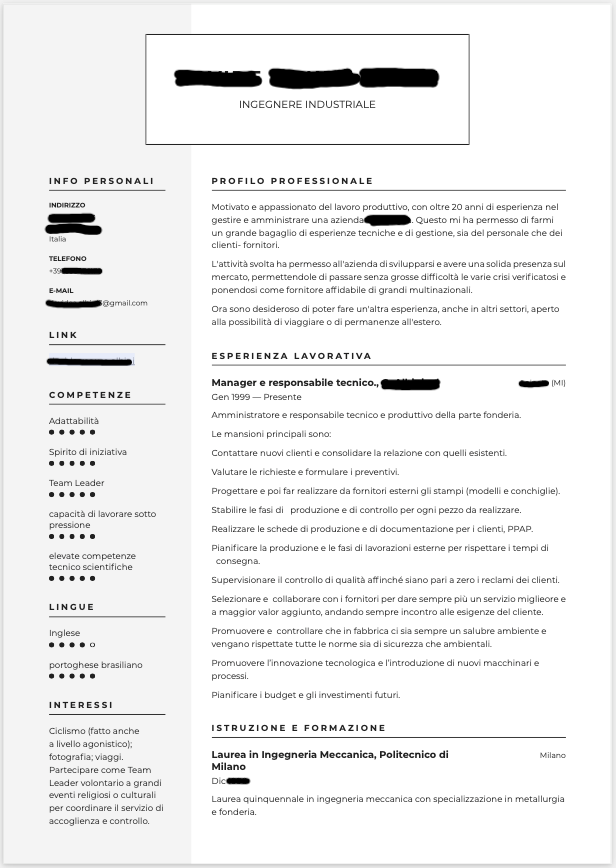 INGEGNERE INDUSTRIALE
INFO PERSONALI
INDIRIZZO
Italia
TELEFONO
+39
E-MAIL
@gmail.com
LINK
COMPETENZE
Adattabilità
Spirito di iniziativa
Team Leader
capacità di lavorare sotto
pressione
elevate competenze
tecnico scientifiche
LINGUE
Inglese
portoghese brasiliano
INTERESSI
Ciclismo (fatto anche
a livello agonistico);
fotografia; viaggi.
Partecipare come Team
Leader volontario a grandi
eventi religiosi o culturali
per coordinare il servizio di
accoglienza e controllo.
PROFILO PROFESSIONALE
Motivato e appassionato del lavoro produttivo, con oltre 20 anni di esperienza nel
gestire e amministrare una azienda . Questo mi ha permesso di farmi
un grande bagaglio di esperienze tecniche e di gestione, sia del personale che dei
clienti- fornitori.
L'attività svolta ha permesso all'azienda di svilupparsi e avere una solida presenza sul
mercato, permettendole di passare senza grosse difficoltà le varie crisi verificatosi e
ponendosi come fornitore affidabile di grandi multinazionali.
Ora sono desideroso di poter fare un'altra esperienza, anche in altri settori, aperto
alla possibilità di viaggiare o di permanenze all'estero.
ESPERIENZA LAVORATIVA
Manager e responsabile tecnico., (MI)
Gen 1999 — Presente
Amministratore e responsabile tecnico e produttivo della parte fonderia.
Le mansioni principali sono:
Contattare nuovi clienti e consolidare la relazione con quelli esistenti.
Valutare le richieste e formulare i preventivi.
Progettare e poi far realizzare da fornitori esterni gli stampi (modelli e conchiglie).
Stabilire le fasi di produzione e di controllo per ogni pezzo da realizzare.
Realizzare le schede di produzione e di documentazione per i clienti, PPAP.
Pianificare la produzione e le fasi di lavorazioni esterne per rispettare i tempi di
consegna.
Supervisionare il controllo di qualità affinché siano pari a zero i reclami dei clienti.
Selezionare e collaborare con i fornitori per dare sempre più un servizio miglieore e
a maggior valor aggiunto, andando sempre incontro alle esigenze del cliente.
Promuovere e controllare che in fabbrica ci sia sempre un salubre ambiente e
vengano rispettate tutte le norme sia di sicurezza che ambientali.
Promuovere l'innovazione tecnologica e l'introduzione di nuovi macchinari e
processi.
Pianificare i budget e gli investimenti futuri.
ISTRUZIONE E FORMAZIONE
Laurea in Ingegneria Meccanica, Politecnico di Milano
Milano
Dic
Laurea quinquennale in ingegneria meccanica con specializzazione in metallurgia
e fonderia.